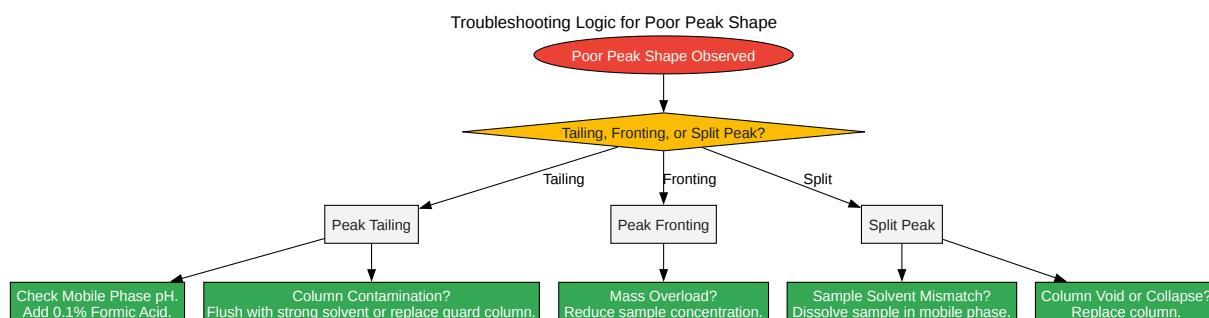 Troubleshooting Logic for Poor Peak Shape
Poor Peak Shape Observed
Tailing, Fronting, or Split Peak?
Tailing
Fronting
Split
Peak Tailing
Peak Fronting
Split Peak
Check Mobile Phase pH.
Add 0.1% Formic Acid.
Column Contamination?
Flush with strong solvent or replace guard column.
Mass Overload?
Reduce sample concentration.
Sample Solvent Mismatch?
Dissolve sample in mobile phase.
Column Void or Collapse?
Replace column.